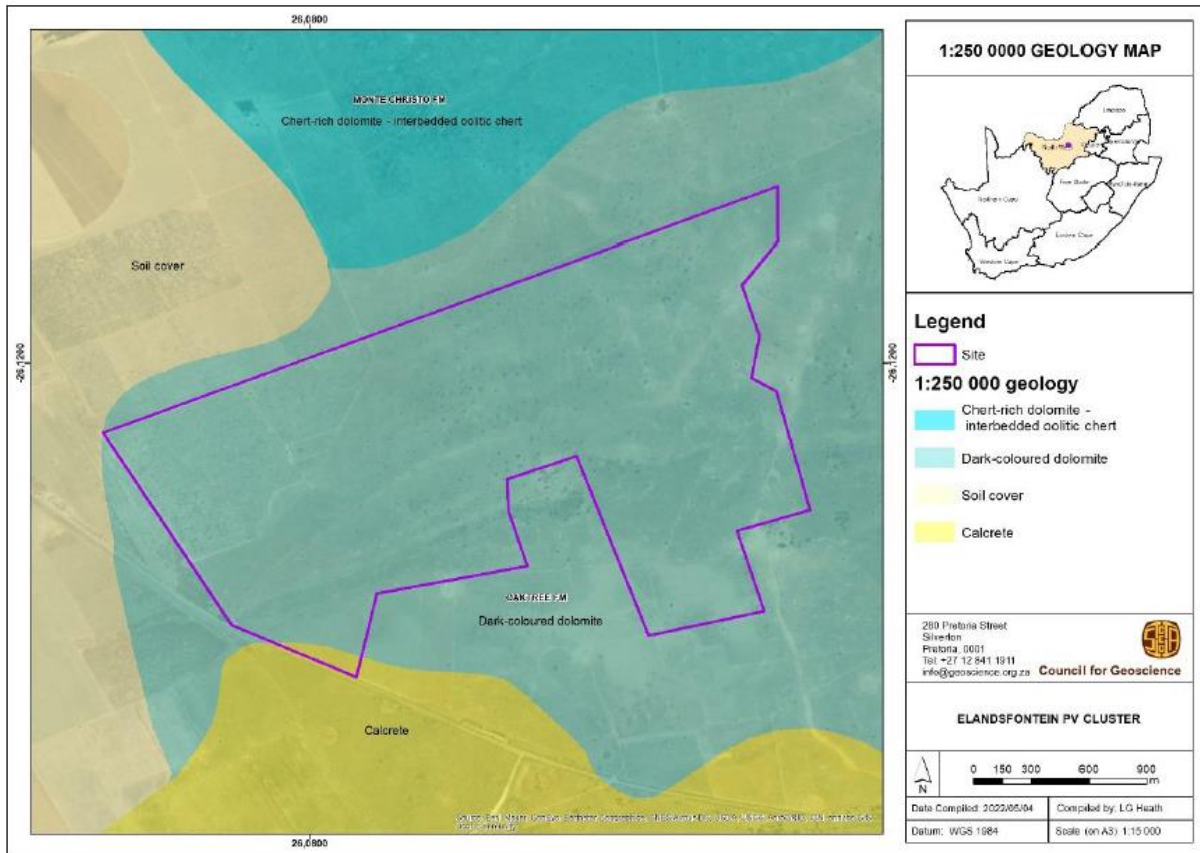 26,0800
MONTE CHRISTO FM
Chert-rich dolomite - interbedded oolitic chert
Soil cover
-26,1200
-26,1200
OAKTREE FM
Dark-coloured dolomite
Calcrete
26,0800
1:250 0000 GEOLOGY MAP
Limpopo
Northern Cape
Free State
Eastern Cape
Western Cape
Legend
Site
1:250 000 geology
Chert-rich dolomite -
interbedded oolitic chert
Dark-coloured dolomite
Soil cover
Calcrete
280 Pretoria Street
Silverton
Pretoria, 0001
Tel: +27 12 841 1911
info@geoscience.org.za
Council for Geoscience
ELANDSFONTEIN PV CLUSTER
N
0 150 300 600 900
m
Date Compiled: 2022/05/04
Compiled by: LG Heath
Datum: WGS 1984
Scale (on A3) 1:15 000